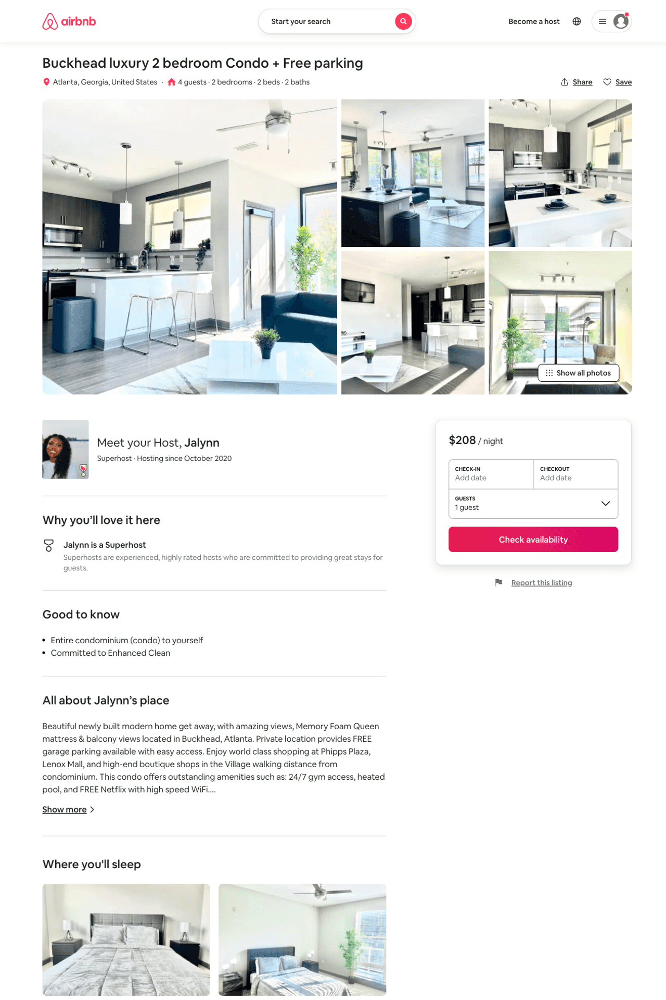 airbnb
Start your search
Become a host
Buckhead luxury 2 bedroom Condo + Free parking
Atlanta, Georgia, United States · 4 guests · 2 bedrooms · 2 beds · 2 baths
Share
Save
Show all photos
Meet your Host, Jalynn
Superhost · Hosting since October 2020
$208 / night
CHECK-IN
Add date
CHECKOUT
Add date
GUESTS
1 guest
Check availability
Report this listing
Why you’ll love it here
Jalynn is a Superhost
Superhosts are experienced, highly rated hosts who are committed to providing great stays for
guests.
Good to know
• Entire condominium (condo) to yourself
• Committed to Enhanced Clean
All about Jalynn’s place
Beautiful newly built modern home get away, with amazing views, Memory Foam Queen
mattress & balcony views located in Buckhead, Atlanta. Private location provides FREE
garage parking available with easy access. Enjoy world class shopping at Phipps Plaza,
Lenox Mall, and high-end boutique shops in the Village walking distance from
condominium. This condo offers outstanding amenities such as: 24/7 gym access, heated
pool, and FREE Netflix with high speed WiFi....
Show more
Where you'll sleep